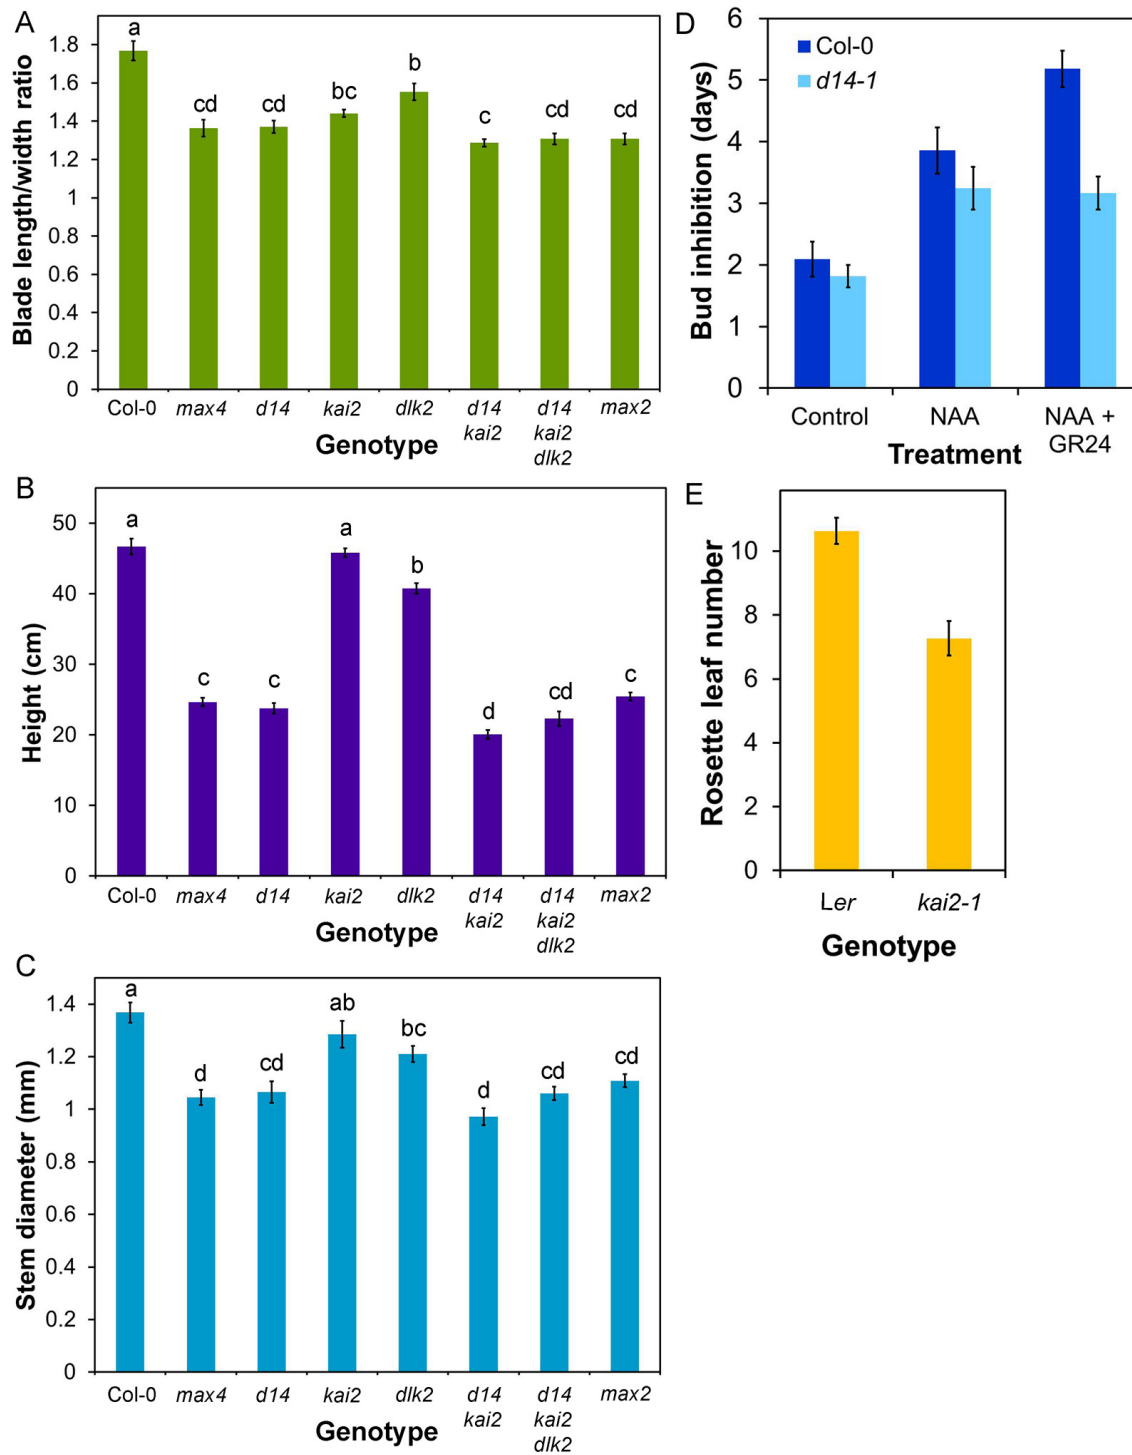 A
Blade length/width ratio
1.8
1.6
1.4
1.2
1
0.8
0.6
0.4
0.2
0
a
cd
cd
bc
b
c
cd
cd
Col-0 max4 d14 kai2 dlk2 d14 d14 max2
kai2 kai2
dlk2
Genotype
B
Height (cm)
50
40
30
20
10
0
a
c
c
a
b
d
cd
c
Col-0 max4 d14 kai2 dlk2 d14 d14 max2
kai2 kai2
dlk2
Genotype
C
Stem diameter (mm)
1.4
1.2
1
0.8
0.6
0.4
0.2
0
a
d
cd
ab
bc
d
cd
cd
Col-0 max4 d14 kai2 dlk2 d14 d14 max2
kai2 kai2
dlk2
Genotype
D
Bud inhibition (days)
6
5
4
3
2
1
0
Col-0
d14-1
Control NAA NAA +
GR24
Treatment
E
Rosette leaf number
10
8
6
4
2
0
Ler kai2-1
Genotype